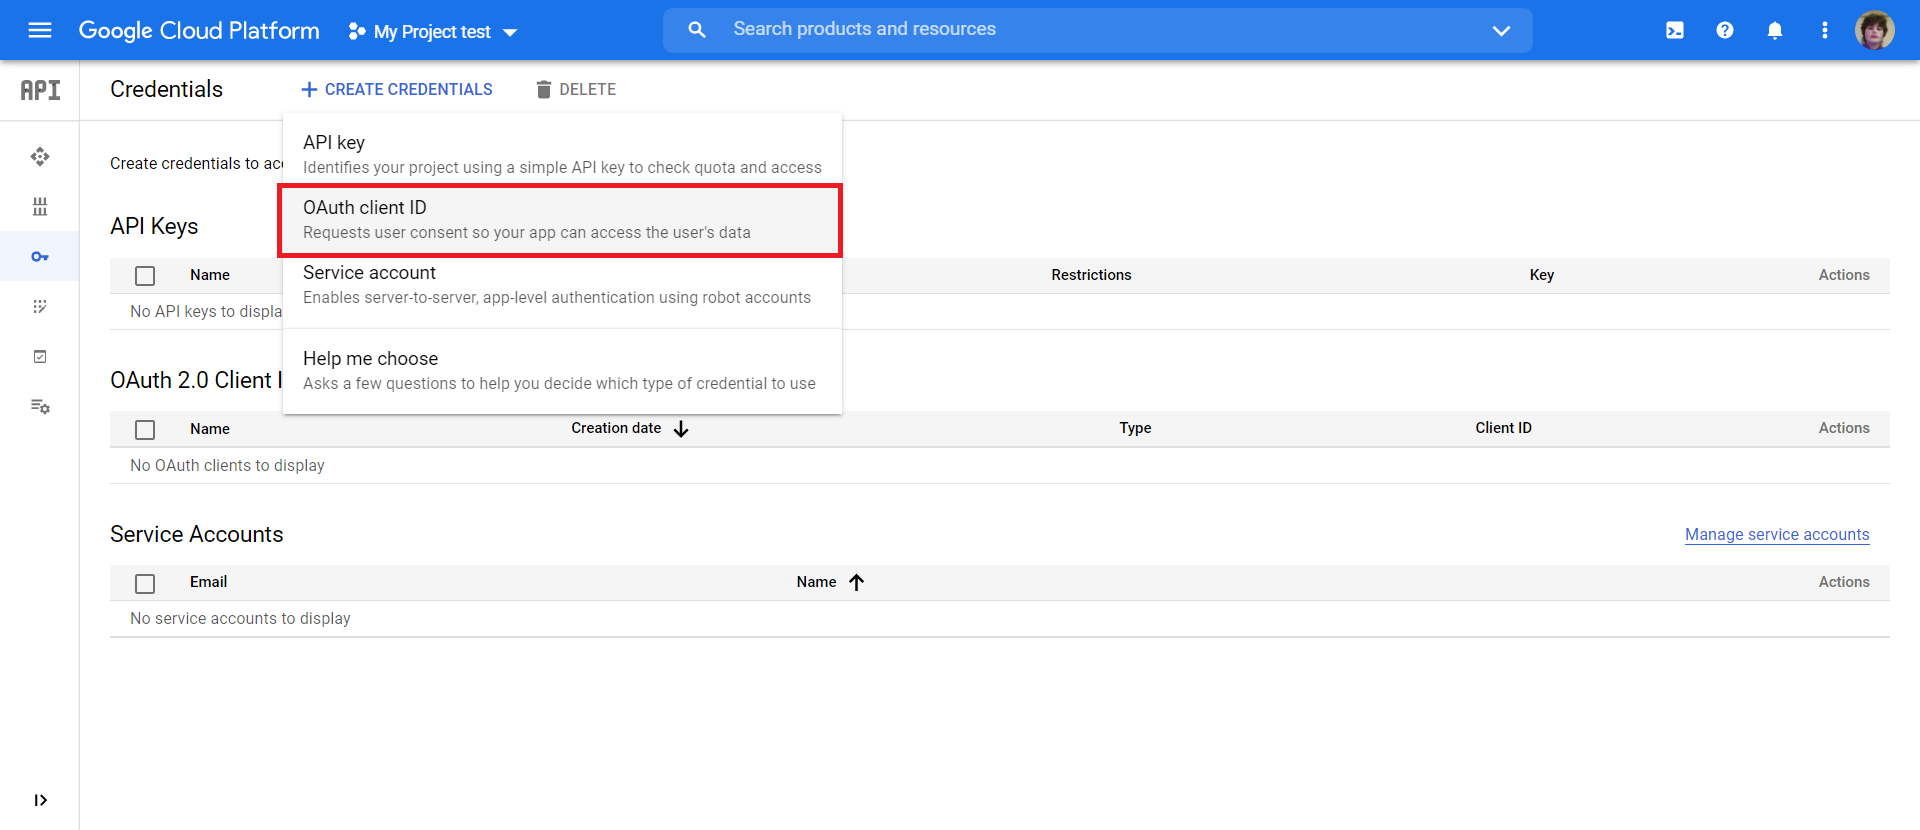 Google Cloud Platform
My Project test
Search products and resources
API
Credentials
CREATE CREDENTIALS
DELETE
API key
Identifies your project using a simple API key to check quota and access
OAuth client ID
Requests user consent so your app can access the user's data
Service account
Enables server-to-server, app-level authentication using robot accounts
Help me choose
Asks a few questions to help you decide which type of credential to use
Create credentials to acc
API Keys
Name Restrictions Key Actions
No API keys to displa
OAuth 2.0 Client I
Name Creation date Type Client ID Actions
No OAuth clients to display
Service Accounts
Manage service accounts
Email Name Actions
No service accounts to display